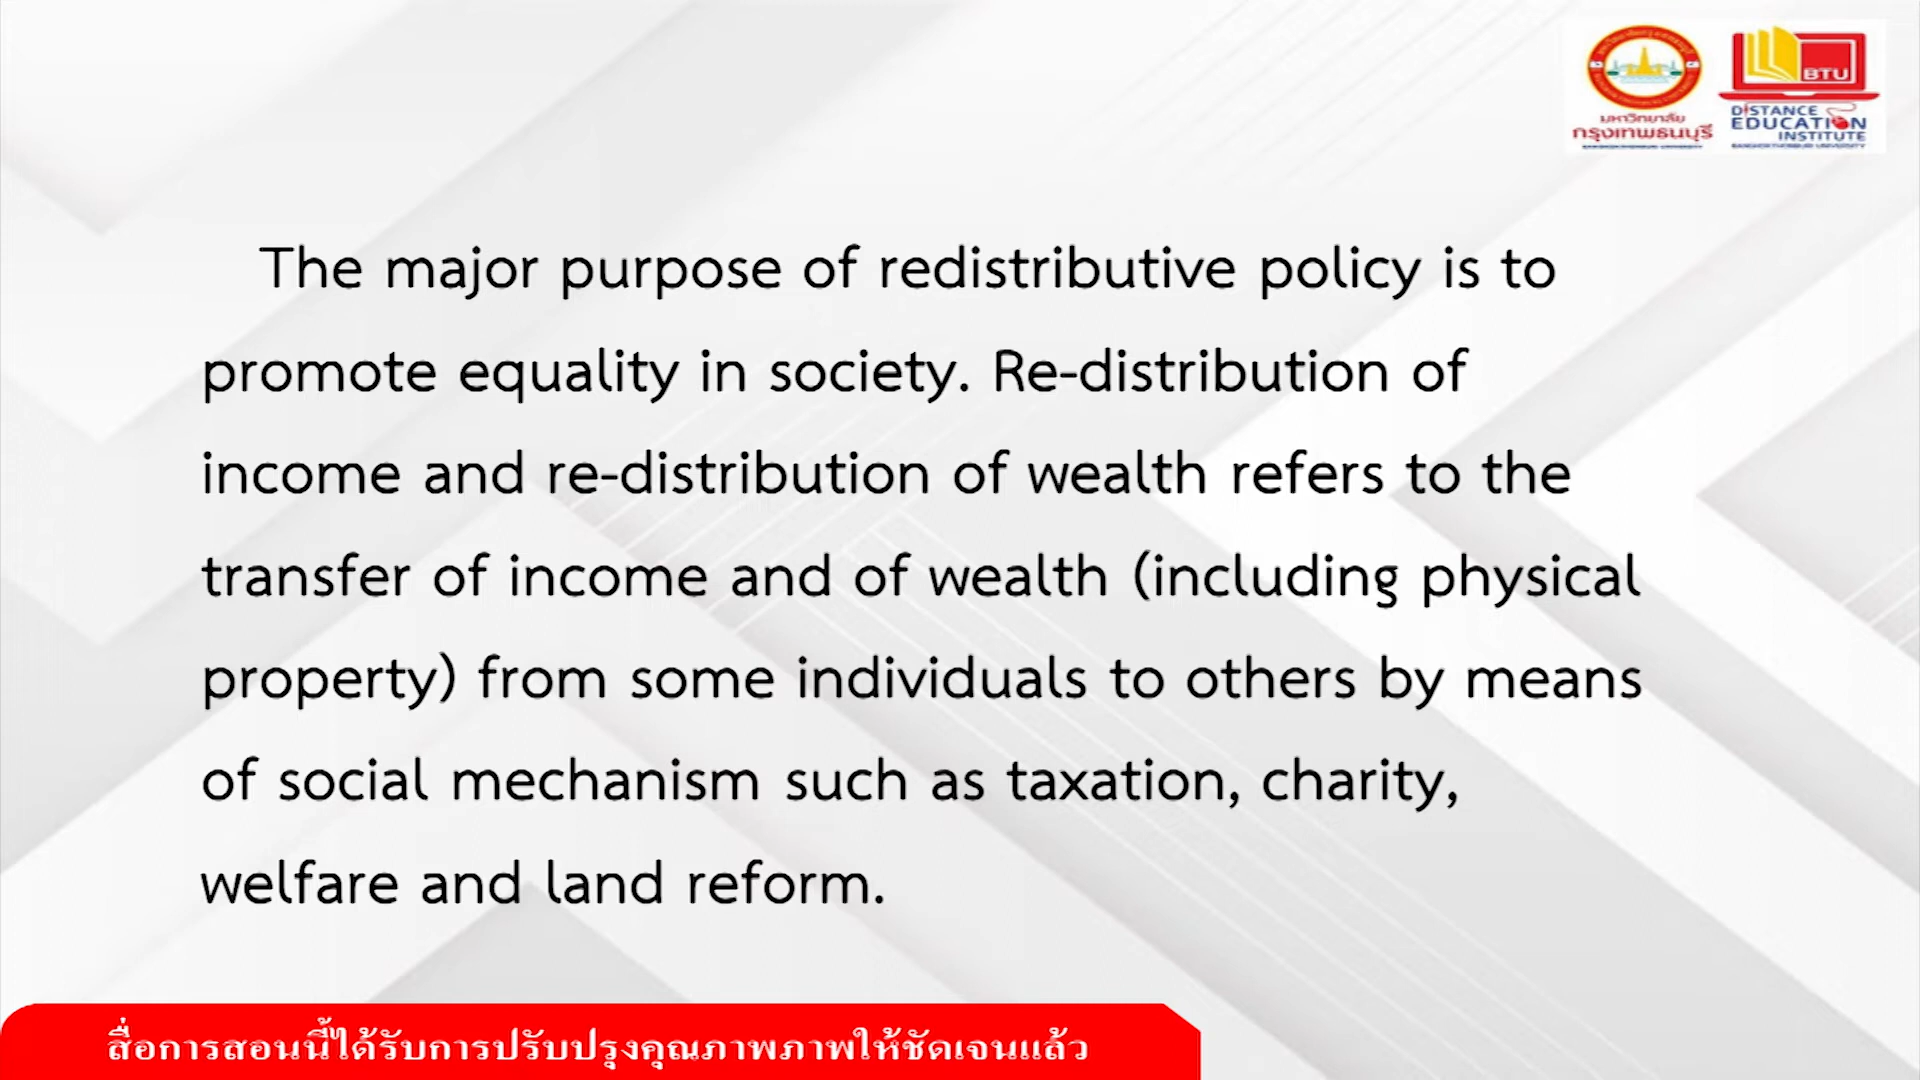 BTU
DISTANCE
EDUCATION
INSTITUTE
BANGKOKTHONBURI UNIVERSITY
มหาวิทยาลัย
กรุงเทพธนบุรี
BANGKOKTHONBURI UNIVERSITY
The major purpose of redistributive policy is to
promote equality in society. Re-distribution of
income and re-distribution of wealth refers to the
transfer of income and of wealth (including physical
property) from some individuals to others by means
of social mechanism such as taxation, charity,
welfare and land reform.
สื่อการสอนนี้ได้รับการปรับปรุงคุณภาพภาพให้ชัดเจนแล้ว